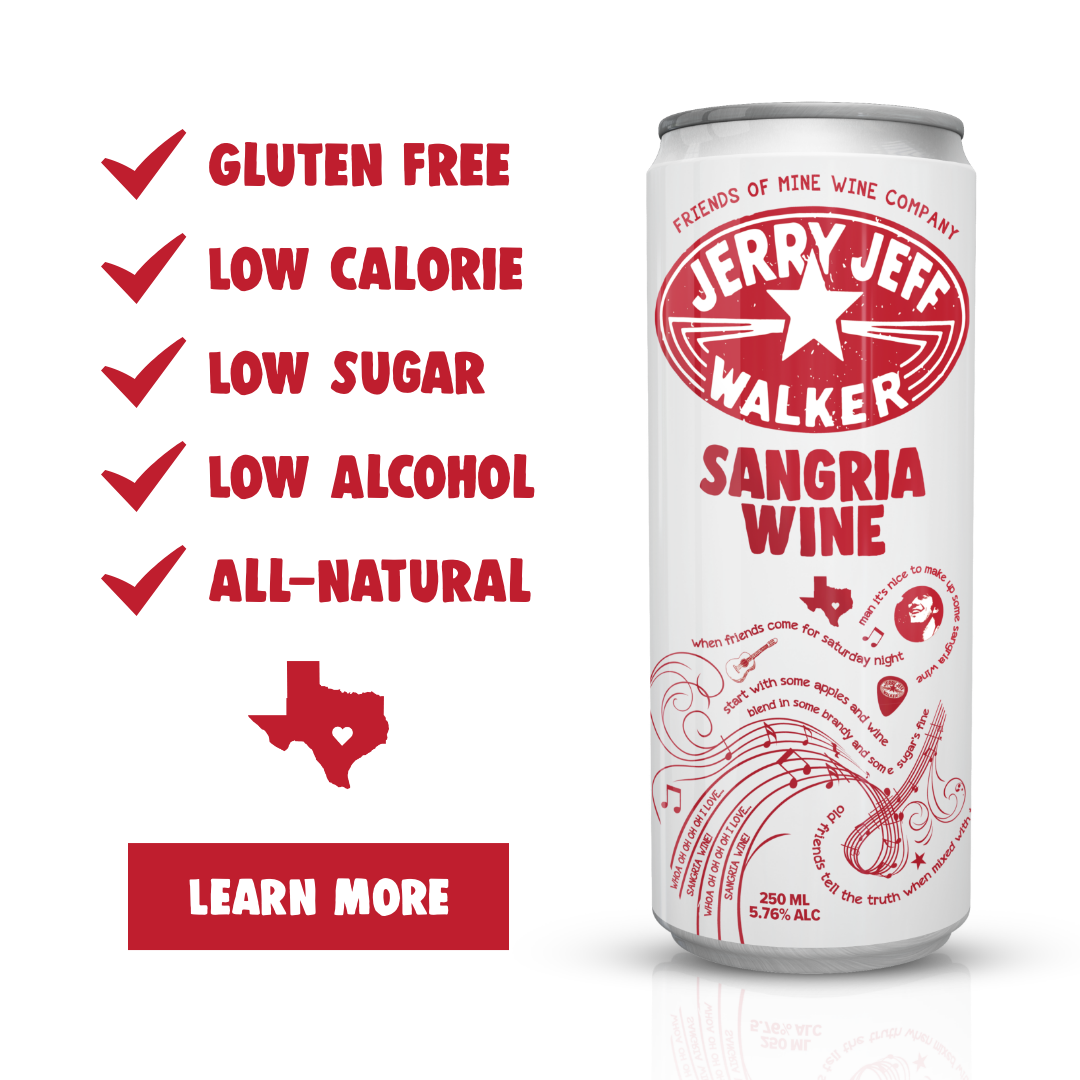 GLUTEN FREE
LOW CALORIE
LOW SUGAR
LOW ALCOHOL
ALL-NATURAL
LEARN MORE
FRIENDS OF MINE WINE COMPANY
JERRY JEFF
WALKER
SANGRIA
WINE
man it's nice to make up some sangria wine
when friends come for saturday night
start with some apples and wine
blend in some brandy and some sugar's fine
old friends tell the truth when mixed with
WHOA OH OH OH OH I LOVE...
SANGRIA WINE!
WHOA OH OH OH OH I LOVE...
SANGRIA WINE!
250 ML
5.76% ALC